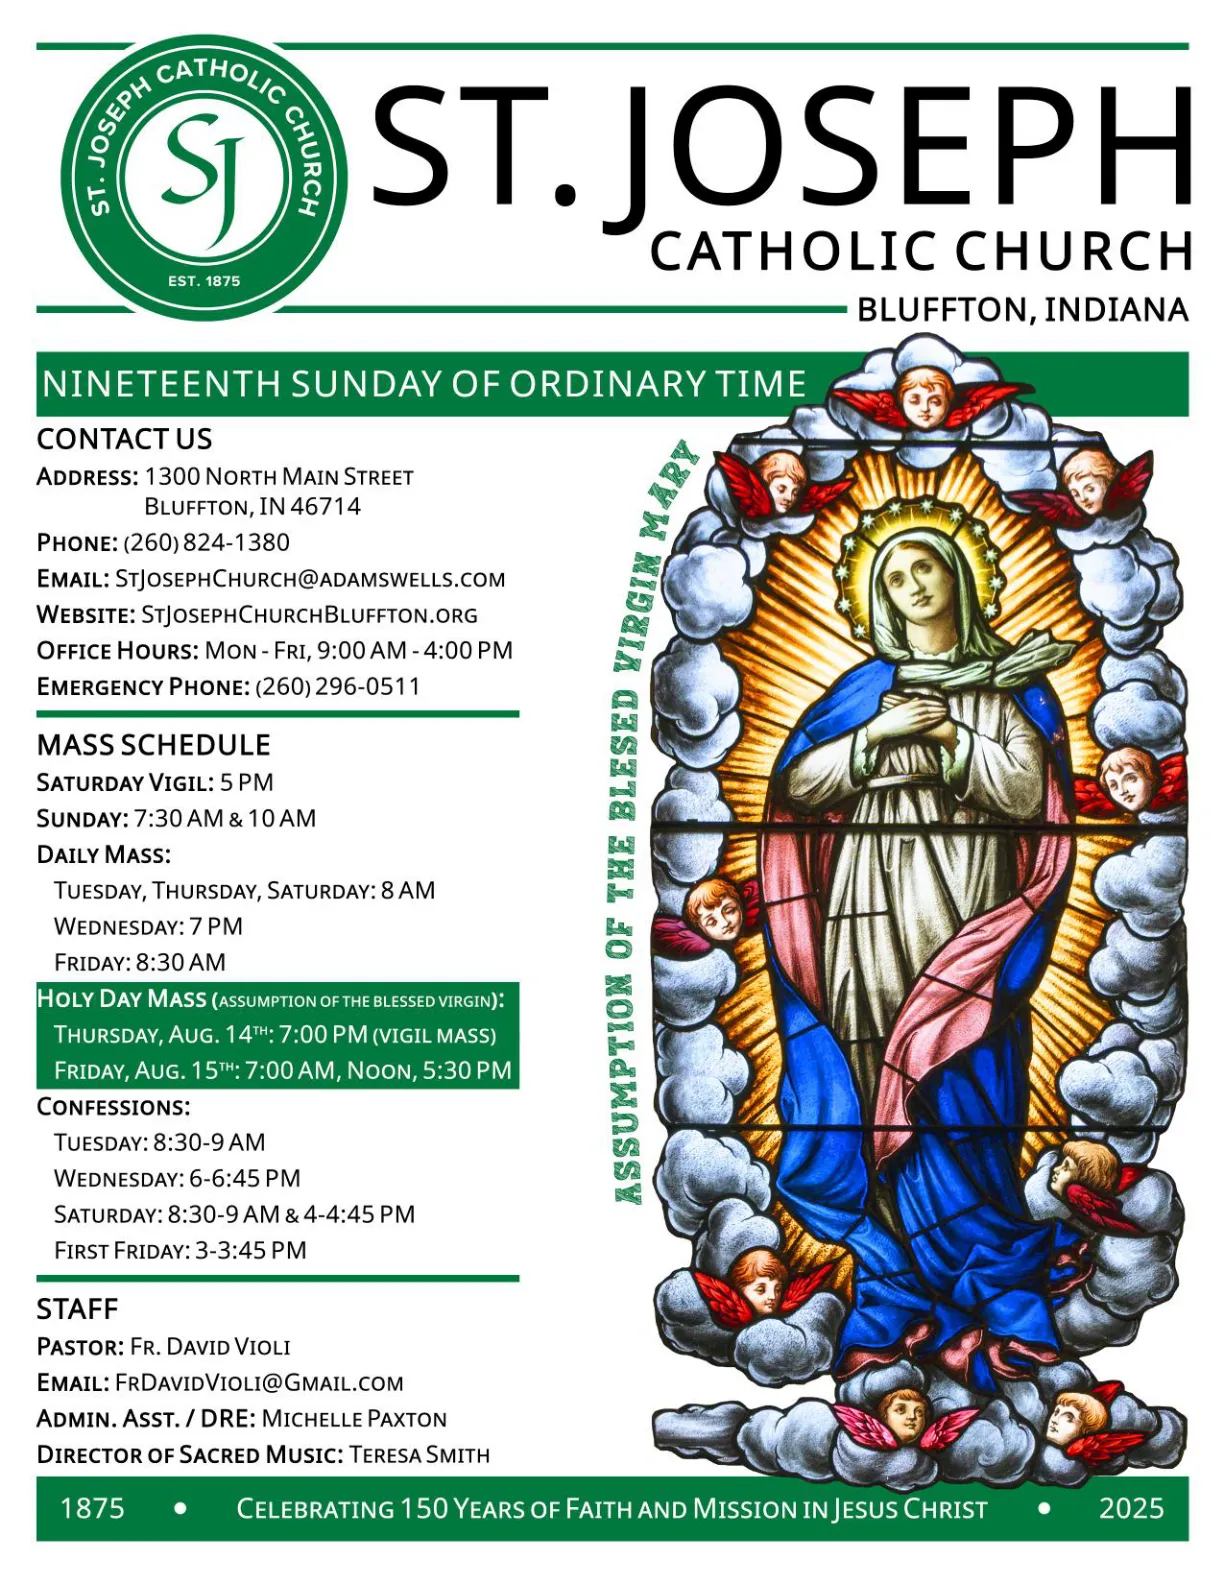 ST. JOSEPH CATHOLIC CHURCH
SJ
EST. 1875
ST. JOSEPH
CATHOLIC CHURCH
BLUFFTON, INDIANA
NINETEENTH SUNDAY OF ORDINARY TIME
CONTACT US
ADDRESS: 1300 NORTH MAIN STREET
BLUFFTON, IN 46714
PHONE: (260) 824-1380
EMAIL: STJOSEPHCHURCH@ADAMSWELLS.COM
WEBSITE: STJOSEPHCHURCHBLUFFTON.ORG
OFFICE HOURS: MON - FRI, 9:00 AM - 4:00 PM
EMERGENCY PHONE: (260) 296-0511
MASS SCHEDULE
SATURDAY VIGIL: 5 PM
SUNDAY: 7:30 AM & 10 AM
DAILY MASS:
TUESDAY, THURSDAY, SATURDAY: 8 AM
WEDNESDAY: 7 PM
FRIDAY: 8:30 AM
HOLY DAY MASS (ASSUMPTION OF THE BLESSED VIRGIN):
THURSDAY, AUG. 14TH: 7:00 PM (VIGIL MASS)
FRIDAY, AUG. 15TH: 7:00 AM, NOON, 5:30 PM
CONFESSIONS:
TUESDAY: 8:30-9 AM
WEDNESDAY: 6-6:45 PM
SATURDAY: 8:30-9 AM & 4-4:45 PM
FIRST FRIDAY: 3-3:45 PM
STAFF
PASTOR: FR. DAVID VIOLI
EMAIL: FRDAVIDVIOLI@GMAIL.COM
ADMIN. ASST. / DRE: MICHELLE PAXTON
DIRECTOR OF SACRED MUSIC: TERESA SMITH
ASSUMPTION OF THE BLESED VIRGIN MARY
1875 • CELEBRATING 150 YEARS OF FAITH AND MISSION IN JESUS CHRIST • 2025